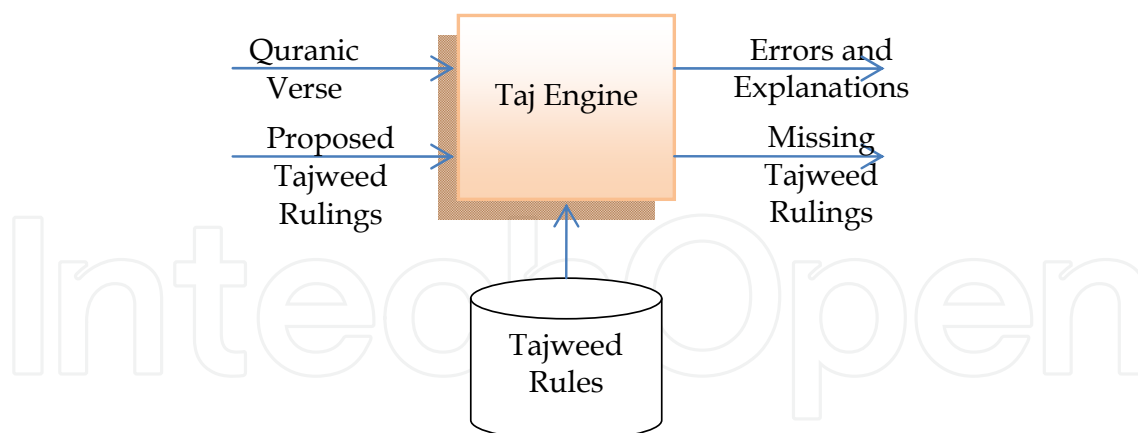 Quranic
Verse
Proposed
Tajweed
Rulings
Taj Engine
Errors and
Explanations
Missing
Tajweed
Rulings
Tajweed
Rules
IntechOpen